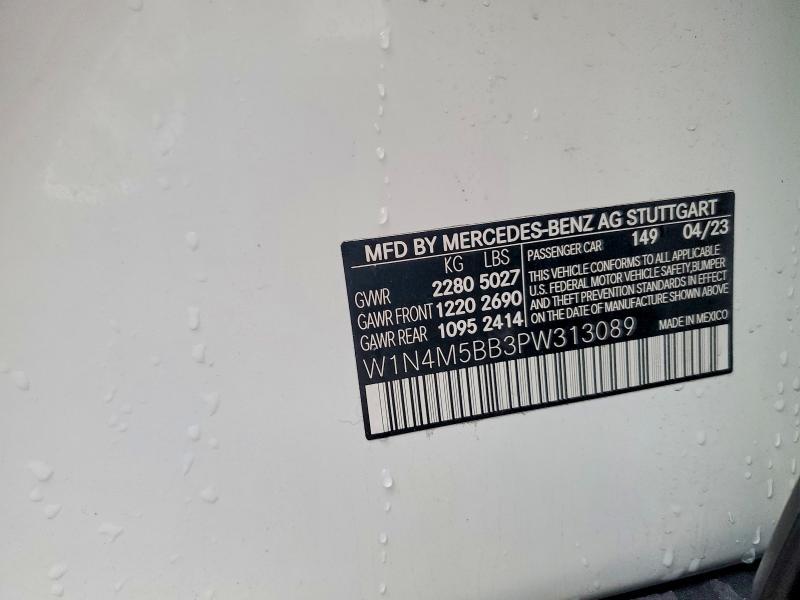 MFD BY MERCEDES-BENZ AG STUTTGART
KG LBS
GVWR 2280 5027
GAWR FRONT 1220 2690
GAWR REAR 1095 2414
PASSENGER CAR 149 04/23
THIS VEHICLE CONFORMS TO ALL APPLICABLE
U.S. FEDERAL MOTOR VEHICLE SAFETY,BUMPER
AND THEFT PREVENTION STANDARDS IN EFFECT
ON THE DATE OF MANUFACTURE SHOWN ABOVE
W1N4M5BB3PW313089 MADE IN MEXICO